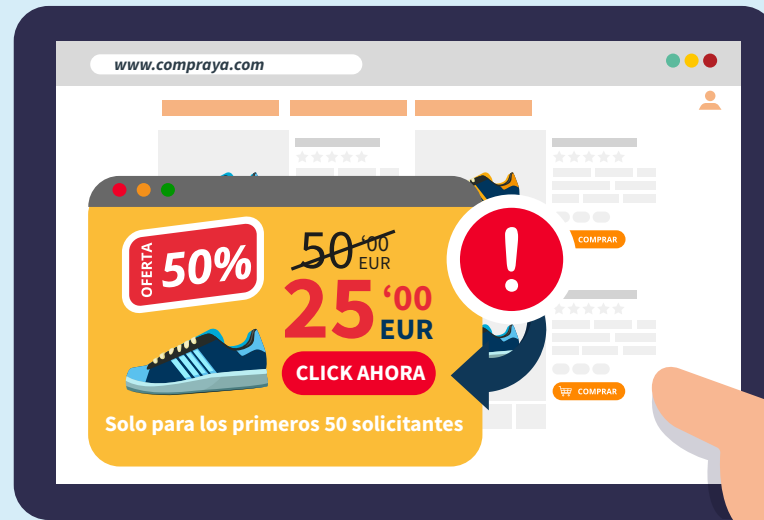 www.compraya.com
OFERTA
50%
50 ‘00
EUR
25 ‘00
EUR
CLICK AHORA
Solo para los primeros 50 solicitantes
COMPRAR
COMPRAR